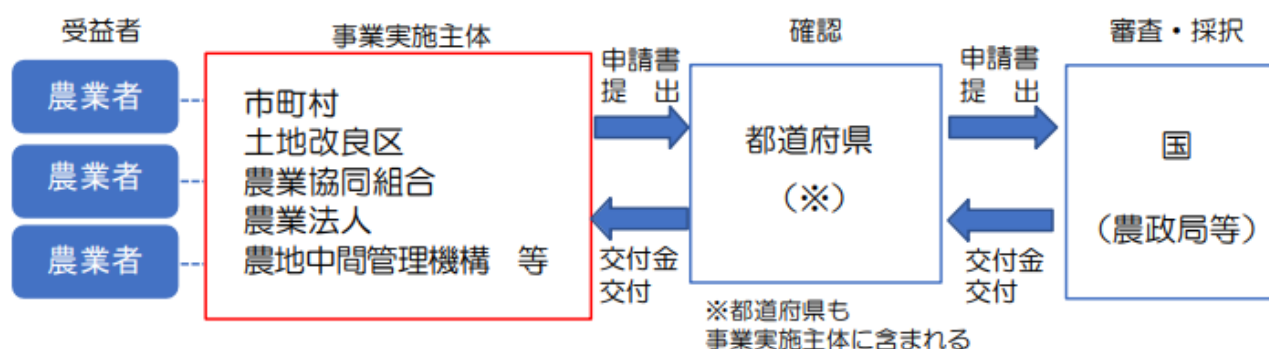 受益者
農業者
農業者
農業者
事業実施主体
市町村
土地改良区
農業協同組合
農業法人
農地中間管理機構　等
申請書
提　出
交付金
交付
確認
都道府県
（※）
※都道府県も
事業実施主体に含まれる
申請書
提　出
交付金
交付
審査・採択
国
（農政局等）